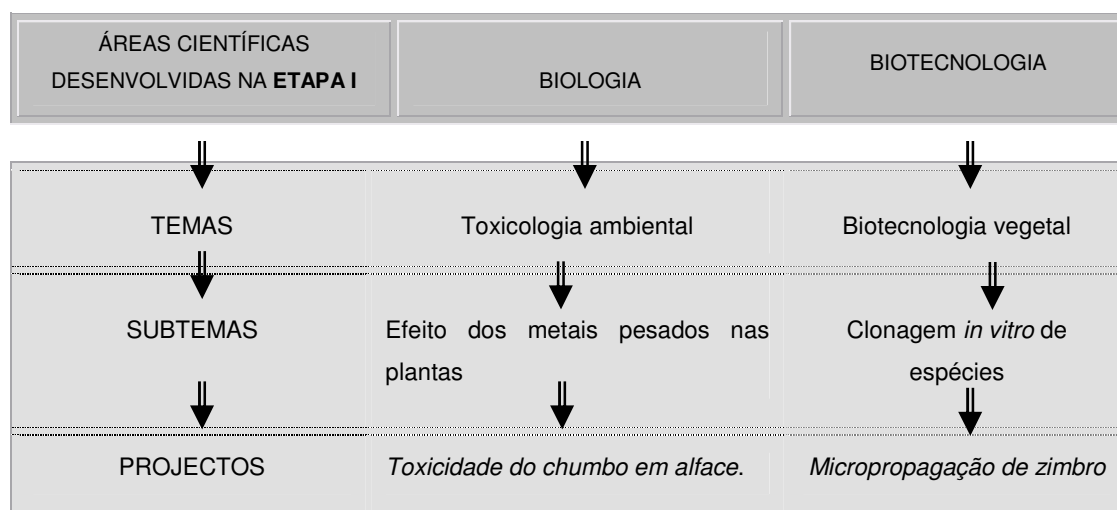 ÁREAS CIENTÍFICAS
DESENVOLVIDAS NA ETAPA I
BIOLOGIA
BIOTECNOLOGIA
TEMAS
Toxicologia ambiental
Biotecnologia vegetal
SUBTEMAS
Efeito dos metais pesados nas
plantas
Clonagem in vitro de
espécies
PROJECTOS
Toxicidade do chumbo em alface.
Micropropagação de zimbro